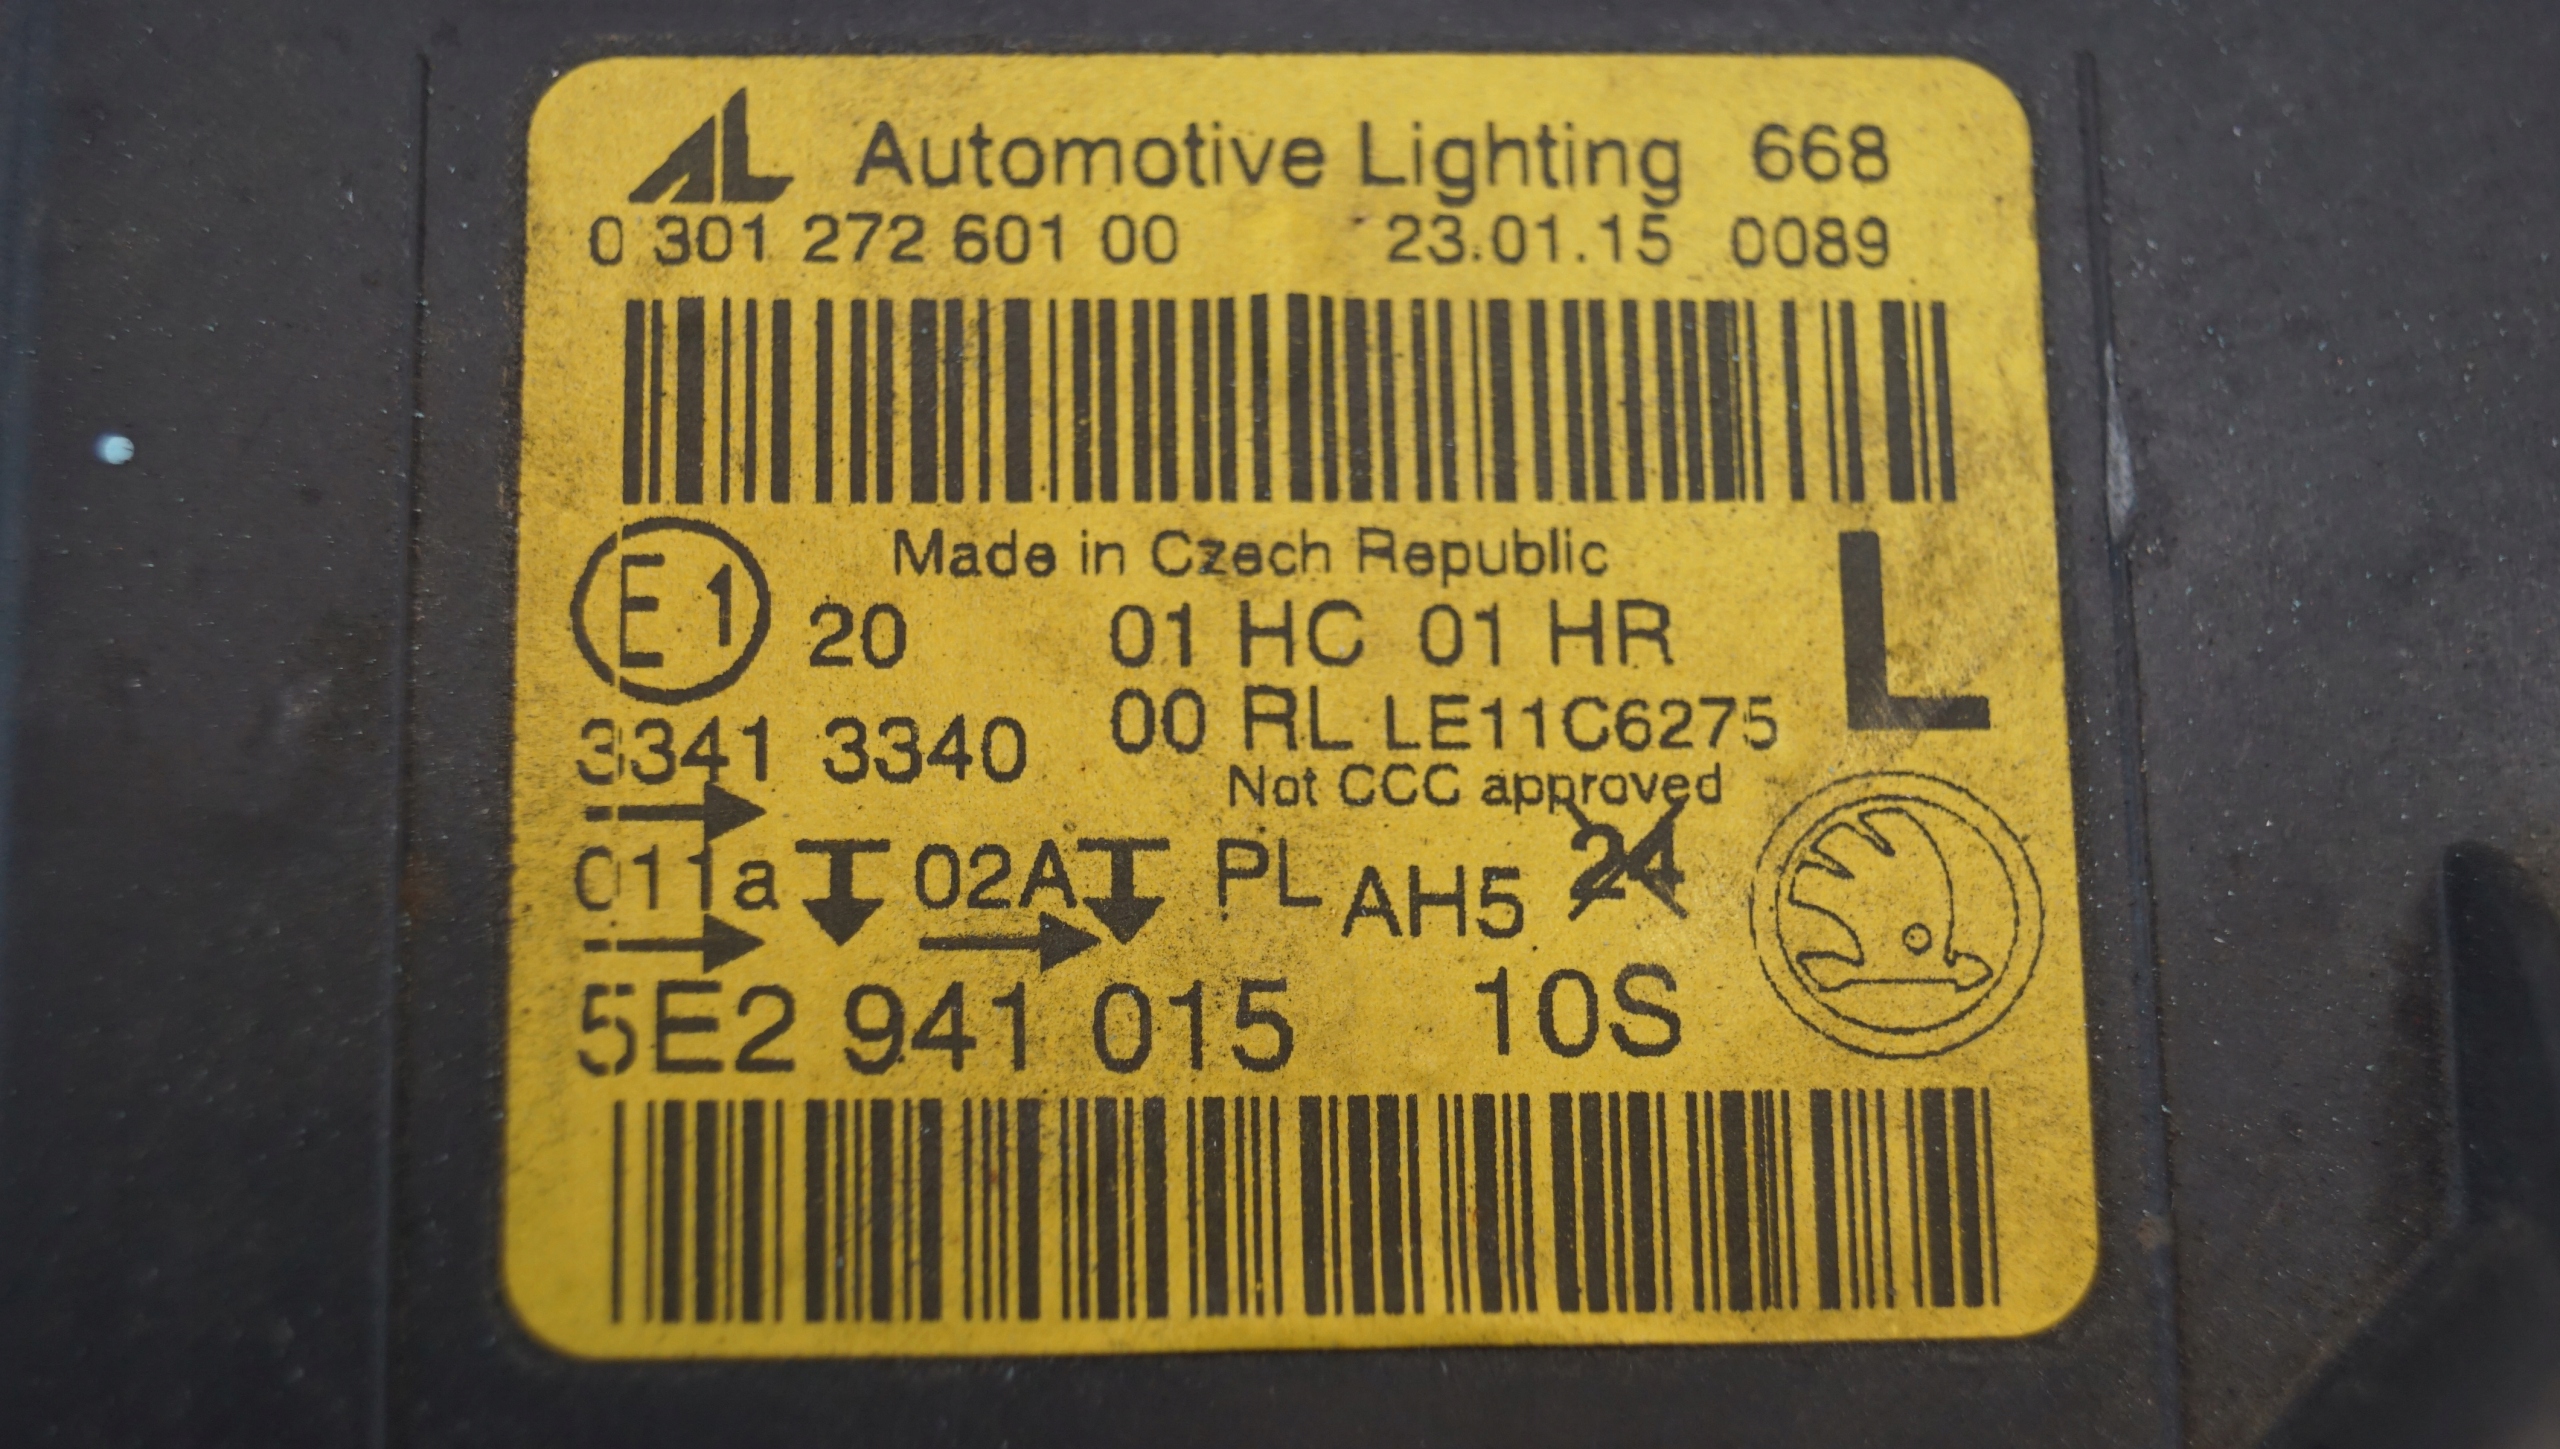 AL Automotive Lighting 668
0 301 272 601 00 23.01.15 0089
Made in Czech Republic
E1 20 01 HC 01 HR L
3341 3340 00 RL LE11C6275
Not CCC approved
011a 02A PL AH5 24
5E2 941 015 10S